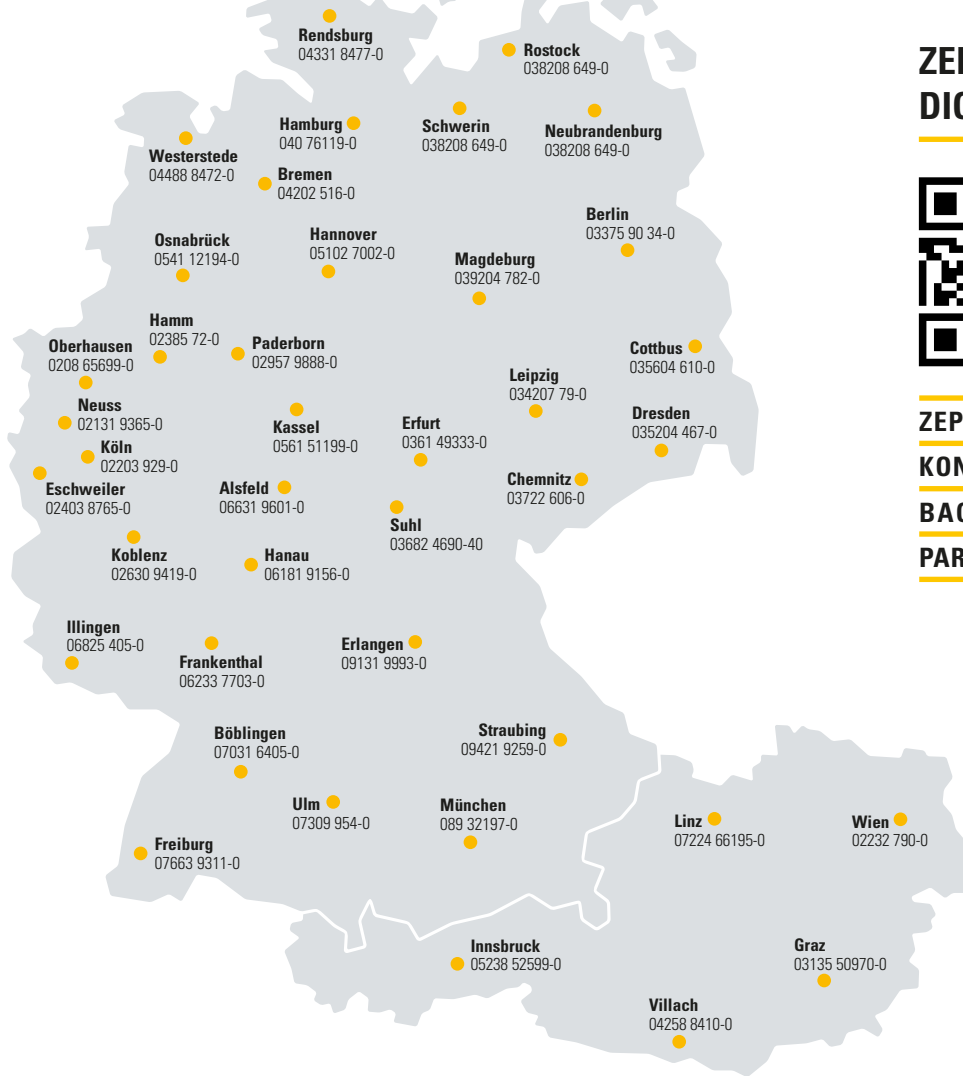 Rendsburg
04331 8477-0
Rostock
038208 649-0
Hamburg
040 76119-0
Schwerin
038208 649-0
Neubrandenburg
038208 649-0
Westerstede
04488 8472-0
Bremen
04202 516-0
Berlin
03375 90 34-0
Osnabrück
0541 12194-0
Hannover
05102 7002-0
Magdeburg
039204 782-0
Hamm
02385 72-0
Oberhausen
0208 65699-0
Paderborn
02957 9888-0
Cottbus
035604 610-0
Leipzig
034207 79-0
Neuss
02131 9365-0
Kassel
0561 51199-0
Erfurt
0361 49333-0
Dresden
035204 467-0
Köln
02203 929-0
Eschweiler
02403 8765-0
Alsfeld
06631 9601-0
Chemnitz
03722 606-0
Suhl
03682 4690-40
Koblenz
02630 9419-0
Hanau
06181 9156-0
Illingen
06825 405-0
Frankenthal
06233 7703-0
Erlangen
09131 9993-0
Böblingen
07031 6405-0
Straubing
09421 9259-0
Ulm
07309 954-0
München
089 32197-0
Linz
07224 66195-0
Wien
02232 790-0
Freiburg
07663 9311-0
Innsbruck
05238 52599-0
Graz
03135 50970-0
Villach
04258 8410-0
KON
PAR